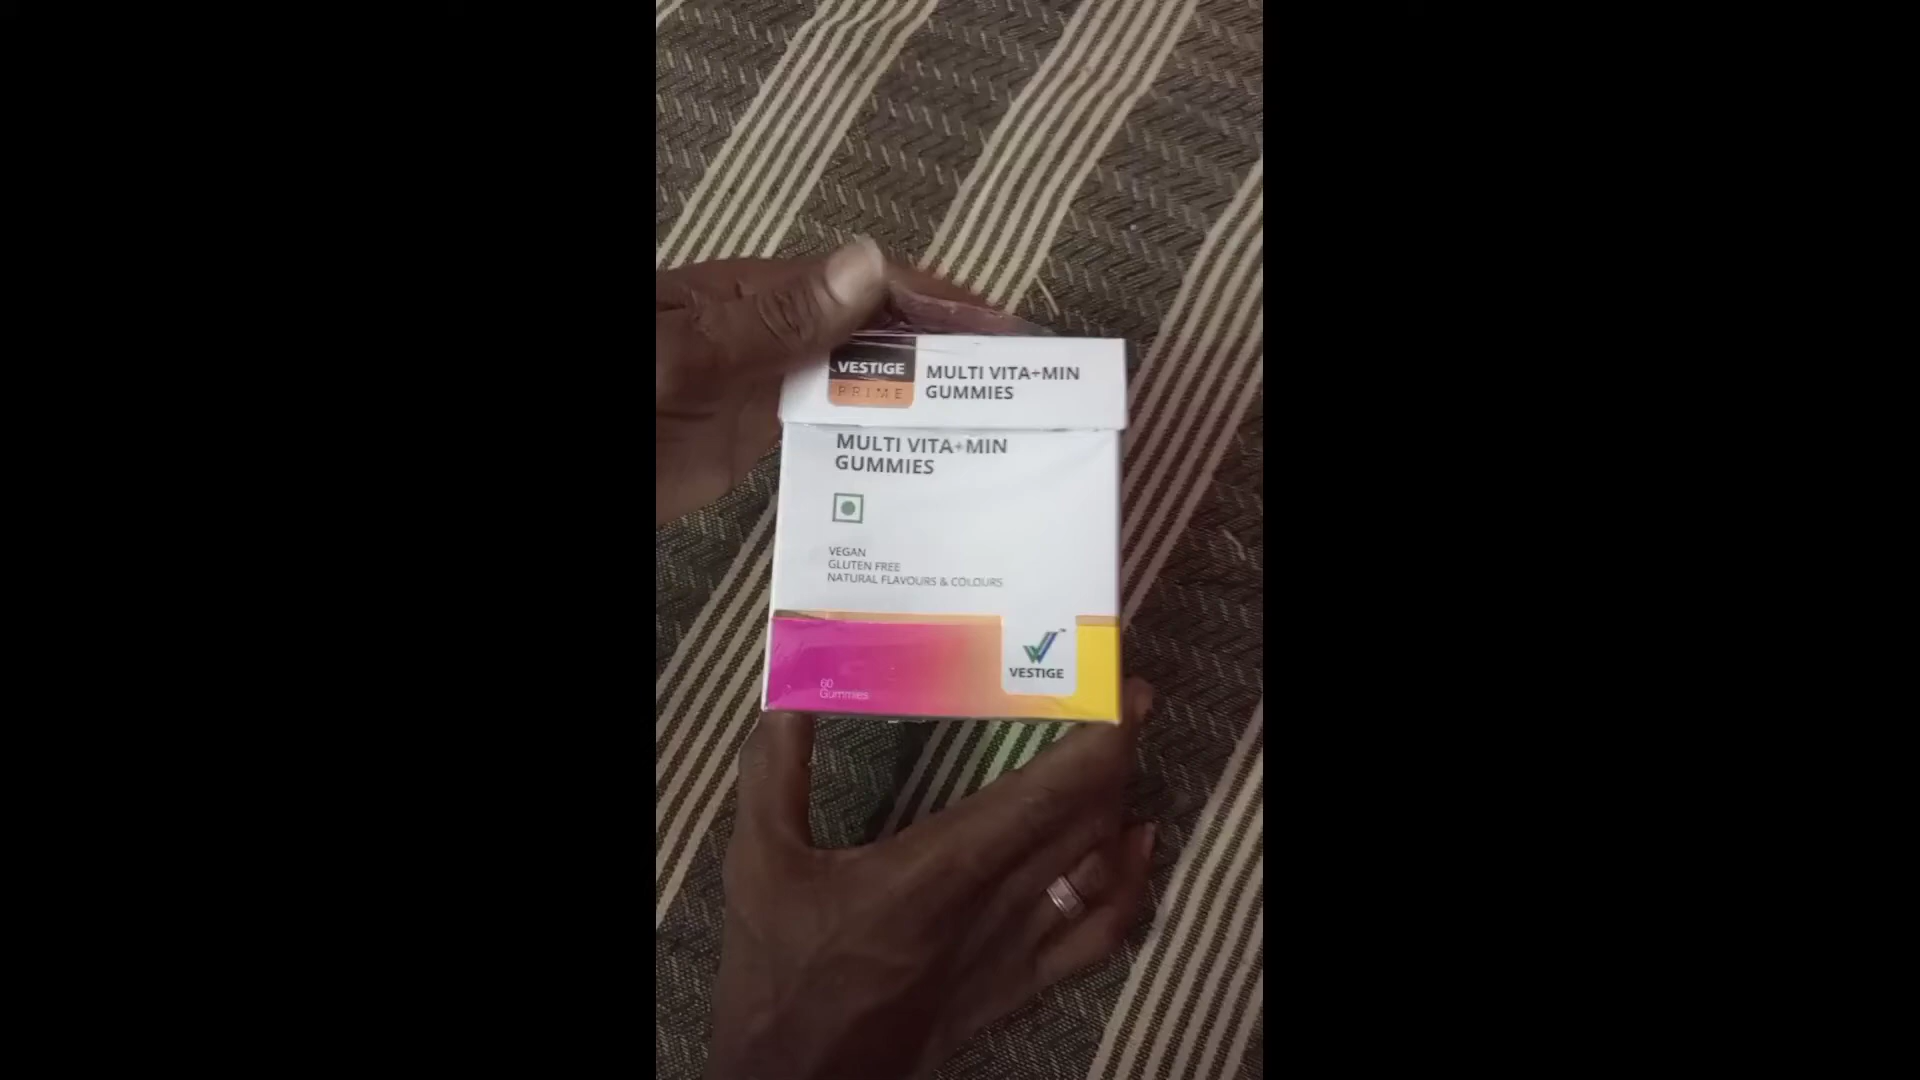 VESTIGE
PRIME
MULTI VITA+MIN
GUMMIES
MULTI VITA+MIN
GUMMIES
VEGAN
GLUTEN FREE
NATURAL FLAVOURS & COLOURS
60
Gummies
VESTIGE